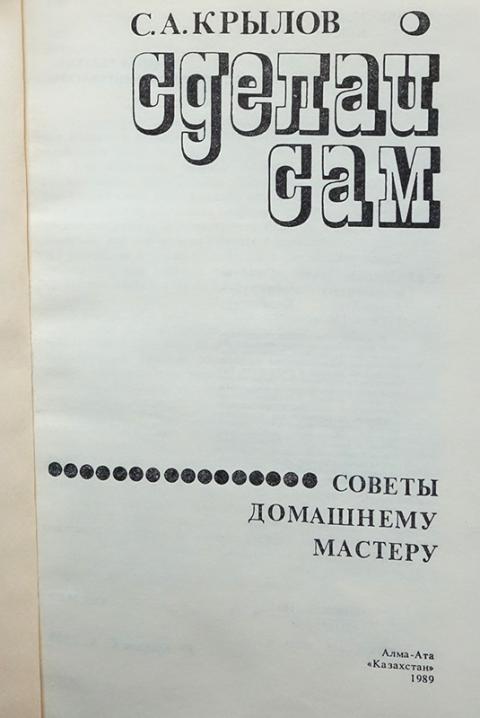 С.А.КРЫЛОВ
сделай
сам
СОВЕТЫ
ДОМАШНЕМУ
МАСТЕРУ
Алма-Ата
«Казахстан»
1989